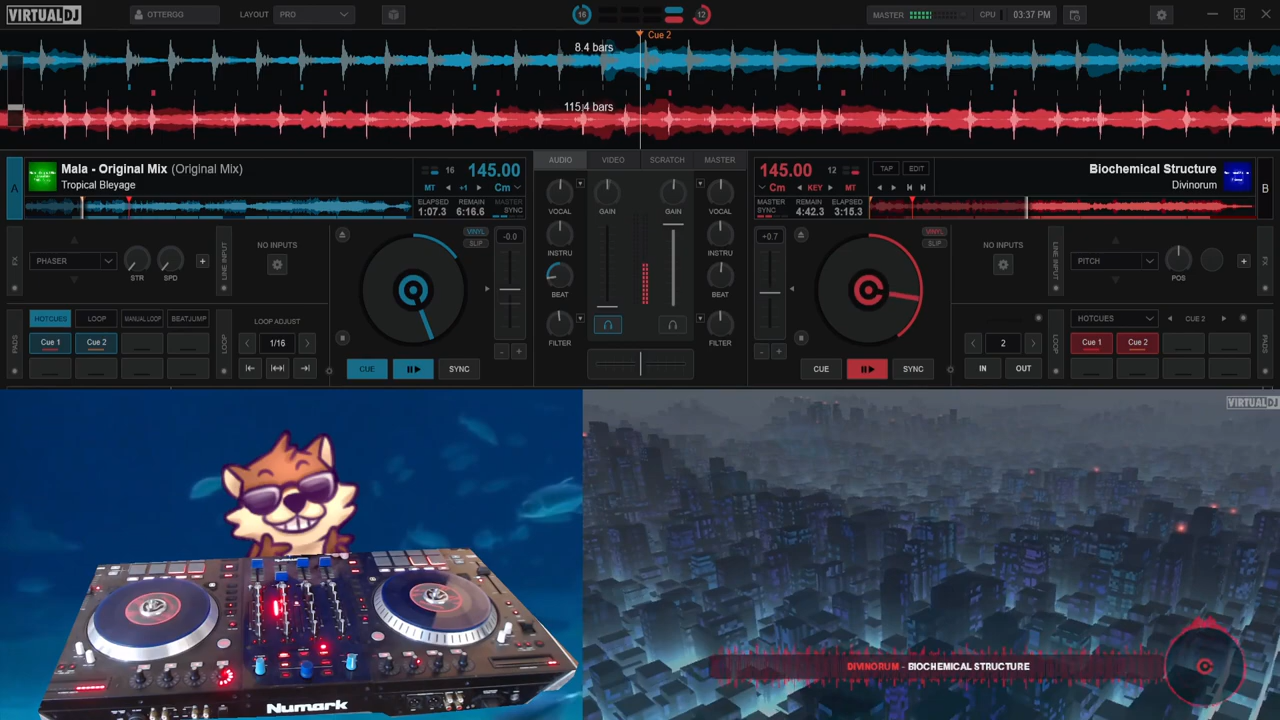 VIRTUALDJ
OTTERGG
LAYOUT PRO
16
12
MASTER
CPU
03:37 PM
Cue 2
8.4 bars
115.4 bars
A
Mala - Original Mix (Original Mix)
Tropical Bleyage
16
145.00
MT +1 Cm
ELAPSED REMAIN MASTER
1:07.3 6:16.6 SYNC
AUDIO VIDEO SCRATCH MASTER
145.00
12
TAP EDIT
Cm KEY MT
MASTER REMAIN ELAPSED
SYNC 4:42.3 3:15.3
Biochemical Structure
Divinorum
B
FX
PHASER
STR SPD
LINE INPUT
NO INPUTS
VINYL
SLIP
-0.0
VOCAL
GAIN
GAIN
VOCAL
INSTRU
INSTRU
BEAT
BEAT
FILTER
FILTER
+0.7
VINYL
SLIP
NO INPUTS
LINE INPUT
PITCH
POS
FX
PADS
HOTCUES LOOP MANUAL LOOP BEATJUMP
Cue 1 Cue 2
LOOP
LOOP ADJUST
1/16
CUE SYNC
- +
- +
CUE SYNC
2
IN OUT
LOOP
HOTCUES CUE 2
Cue 1 Cue 2
PADS
Numark
VIRTUALDJ
DIVINORUM - BIOCHEMICAL STRUCTURE